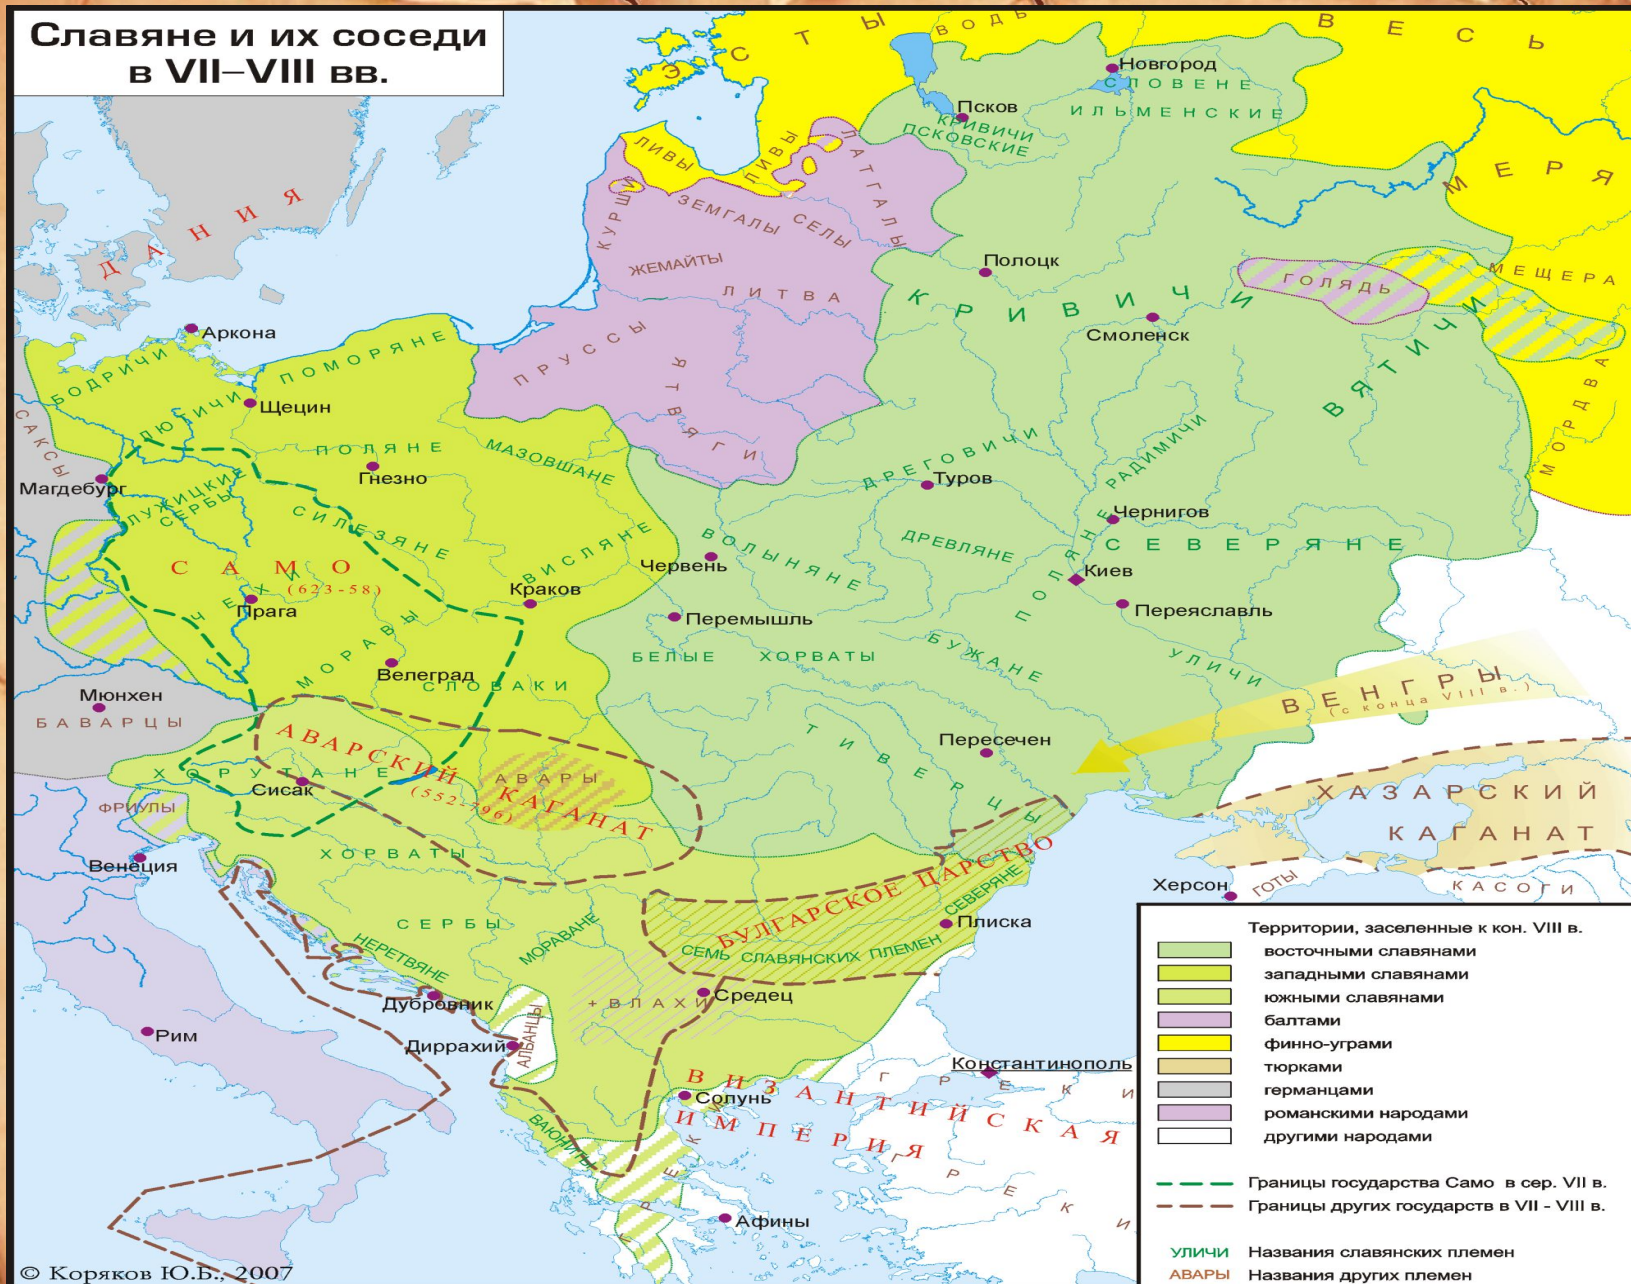 Славяне и их соседи
в VII–VIII вв.
ЭСТЫ
ВОДЬ
ВЕСЬ
Новгород
СЛОВЕНЕ
ИЛЬМЕНСКИЕ
Псков
КРИВИЧИ
ПСКОВСКИЕ
ЛИВЫ
ЛИВЫ
ЛАТГАЛЫ
МЕРЯ
ДАНИЯ
КУРШИ
ЗЕМГАЛЫ
СЕЛЫ
ЖЕМАЙТЫ
ЛИТВА
Полоцк
КРИВИЧИ
ГОЛЯДЬ
МЕЩЕРА
Смоленск
ВЯТИЧИ
МОРДВА
Аркона
БОДРИЧИ
ПОМОРЯНЕ
ПРУССЫ
ЯТВЯГИ
Щецин
ЛЮТИЧИ
САКСЫ
ПОЛЯНЕ
МАЗОВШАНЕ
Гнезно
Магдебург
ЛУЖИЦКИЕ
СЕРБЫ
СИЛЕЗЯНЕ
ДРЕГОВИЧИ
РАДИМИЧИ
Туров
Чернигов
СЕВЕРЯНЕ
САМО
(623-58)
ЧЕХИ
Прага
ВИСЛЯНЕ
Краков
Червень
ВОЛЫНЯНЕ
ДРЕВЛЯНЕ
ПОЛЯНЕ
Киев
Переяславль
Перемышль
БЕЛЫЕ ХОРВАТЫ
БУЖАНЕ
УЛИЧИ
МОРАВЫ
Велеград
СЛОВАКИ
Мюнхен
БАВАРЦЫ
ВЕНГРЫ
(с конца VIII в.)
АВАРСКИЙ
КАГАНАТ
(552-796)
АВАРЫ
ТИВЕРЦЫ
Пересечен
ХОРУТАНЕ
Сисак
ФРИУЛЫ
Венеция
ХОРВАТЫ
ХАЗАРСКИЙ
КАГАНАТ
Херсон
ГОТЫ
КАСОГИ
БУЛГАРСКОЕ ЦАРСТВО
СЕВЕРЯНЕ
Плиска
СЕМЬ СЛАВЯНСКИХ ПЛЕМЕН
СЕРБЫ
МОРАВАНЕ
НЕРЕТВЯНЕ
Дубровник
+ВЛАХИ
Средец
Рим
Диррахий
АЛБАНЦЫ
Константинополь
ВИЗАНТИЙСКАЯ
ИМПЕРИЯ
ГРЕКИ
Солунь
ВАЮНИТЫ
ГРЕКИ
ГРЕКИ
Афины
Территории, заселенные к кон. VIII в.
восточными славянами
западными славянами
южными славянами
балтами
финно-уграми
тюрками
германцами
романскими народами
другими народами
Границы государства Само в сер. VII в.
Границы других государств в VII - VIII в.
УЛИЧИ Названия славянских племен
АВАРЫ Названия других племен
© Коряков Ю.Б., 2007